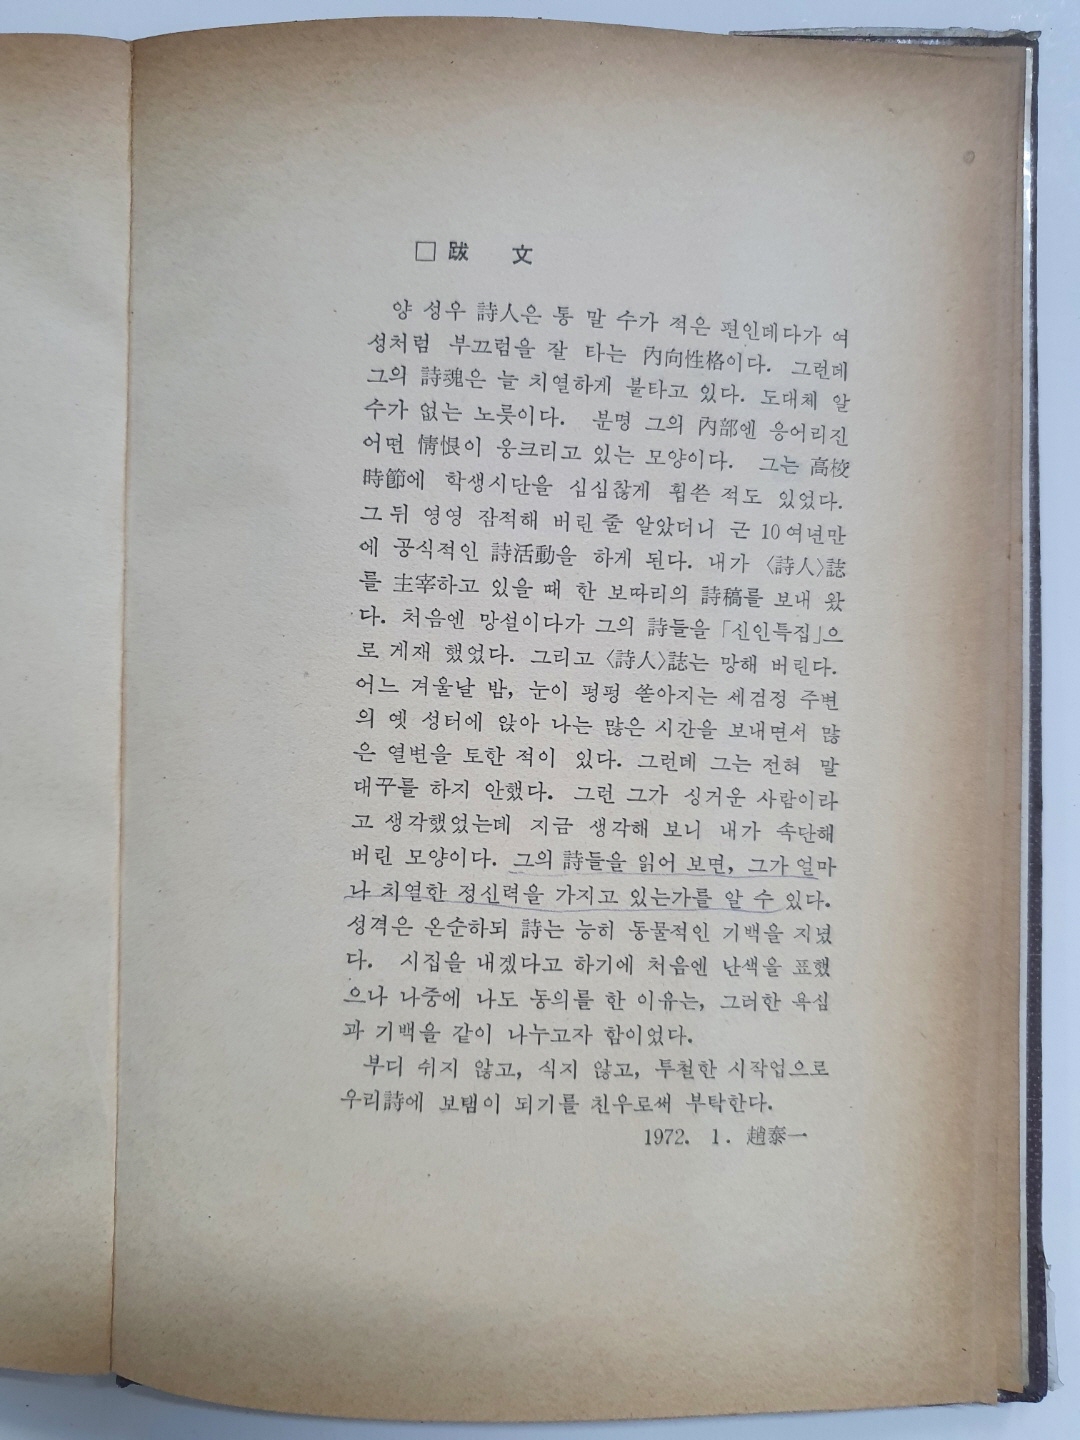 □ 跋 文
양 성우 詩人은 통 말 수가 적은 편인데다가 여
성처럼 부끄럼을 잘 타는 內向性格이다. 그런데
그의 詩魂은 늘 치열하게 불타고 있다. 도대체 알
수가 없는 노릇이다. 분명 그의 內部엔 응어리진
어떤 情恨이 웅크리고 있는 모양이다. 그는 高校
時節에 학생시단을 심심찮게 휩쓴 적도 있었다.
그 뒤 영영 잠적해 버린 줄 알았더니 근 10여년만
에 공식적인 詩活動을 하게 된다. 내가 〈詩人〉誌
를 主宰하고 있을 때 한 보따리의 詩稿를 보내 왔
다. 처음엔 망설이다가 그의 詩들을 「신인특집」으
로 게재 했었다. 그리고 〈詩人〉誌는 망해 버린다.
어느 겨울날 밤, 눈이 펑펑 쏟아지는 세검정 주변
의 옛 성터에 앉아 나는 많은 시간을 보내면서 많
은 열변을 토한 적이 있다. 그런데 그는 전혀 말
대꾸를 하지 안했다. 그런 그가 싱거운 사람이라
고 생각했었는데 지금 생각해 보니 내가 속단해
버린 모양이다. 그의 詩들을 읽어 보면, 그가 얼마
나 치열한 정신력을 가지고 있는가를 알 수 있다.
성격은 온순하되 詩는 능히 동물적인 기백을 지녔
다. 시집을 내겠다고 하기에 처음엔 난색을 표했
으나 나중에 나도 동의를 한 이유는, 그러한 욕심
과 기백을 같이 나누고자 함이었다.
부디 쉬지 않고, 식지 않고, 투철한 시작업으로
우리詩에 보탬이 되기를 친우로써 부탁한다.
1972. 1. 趙泰一